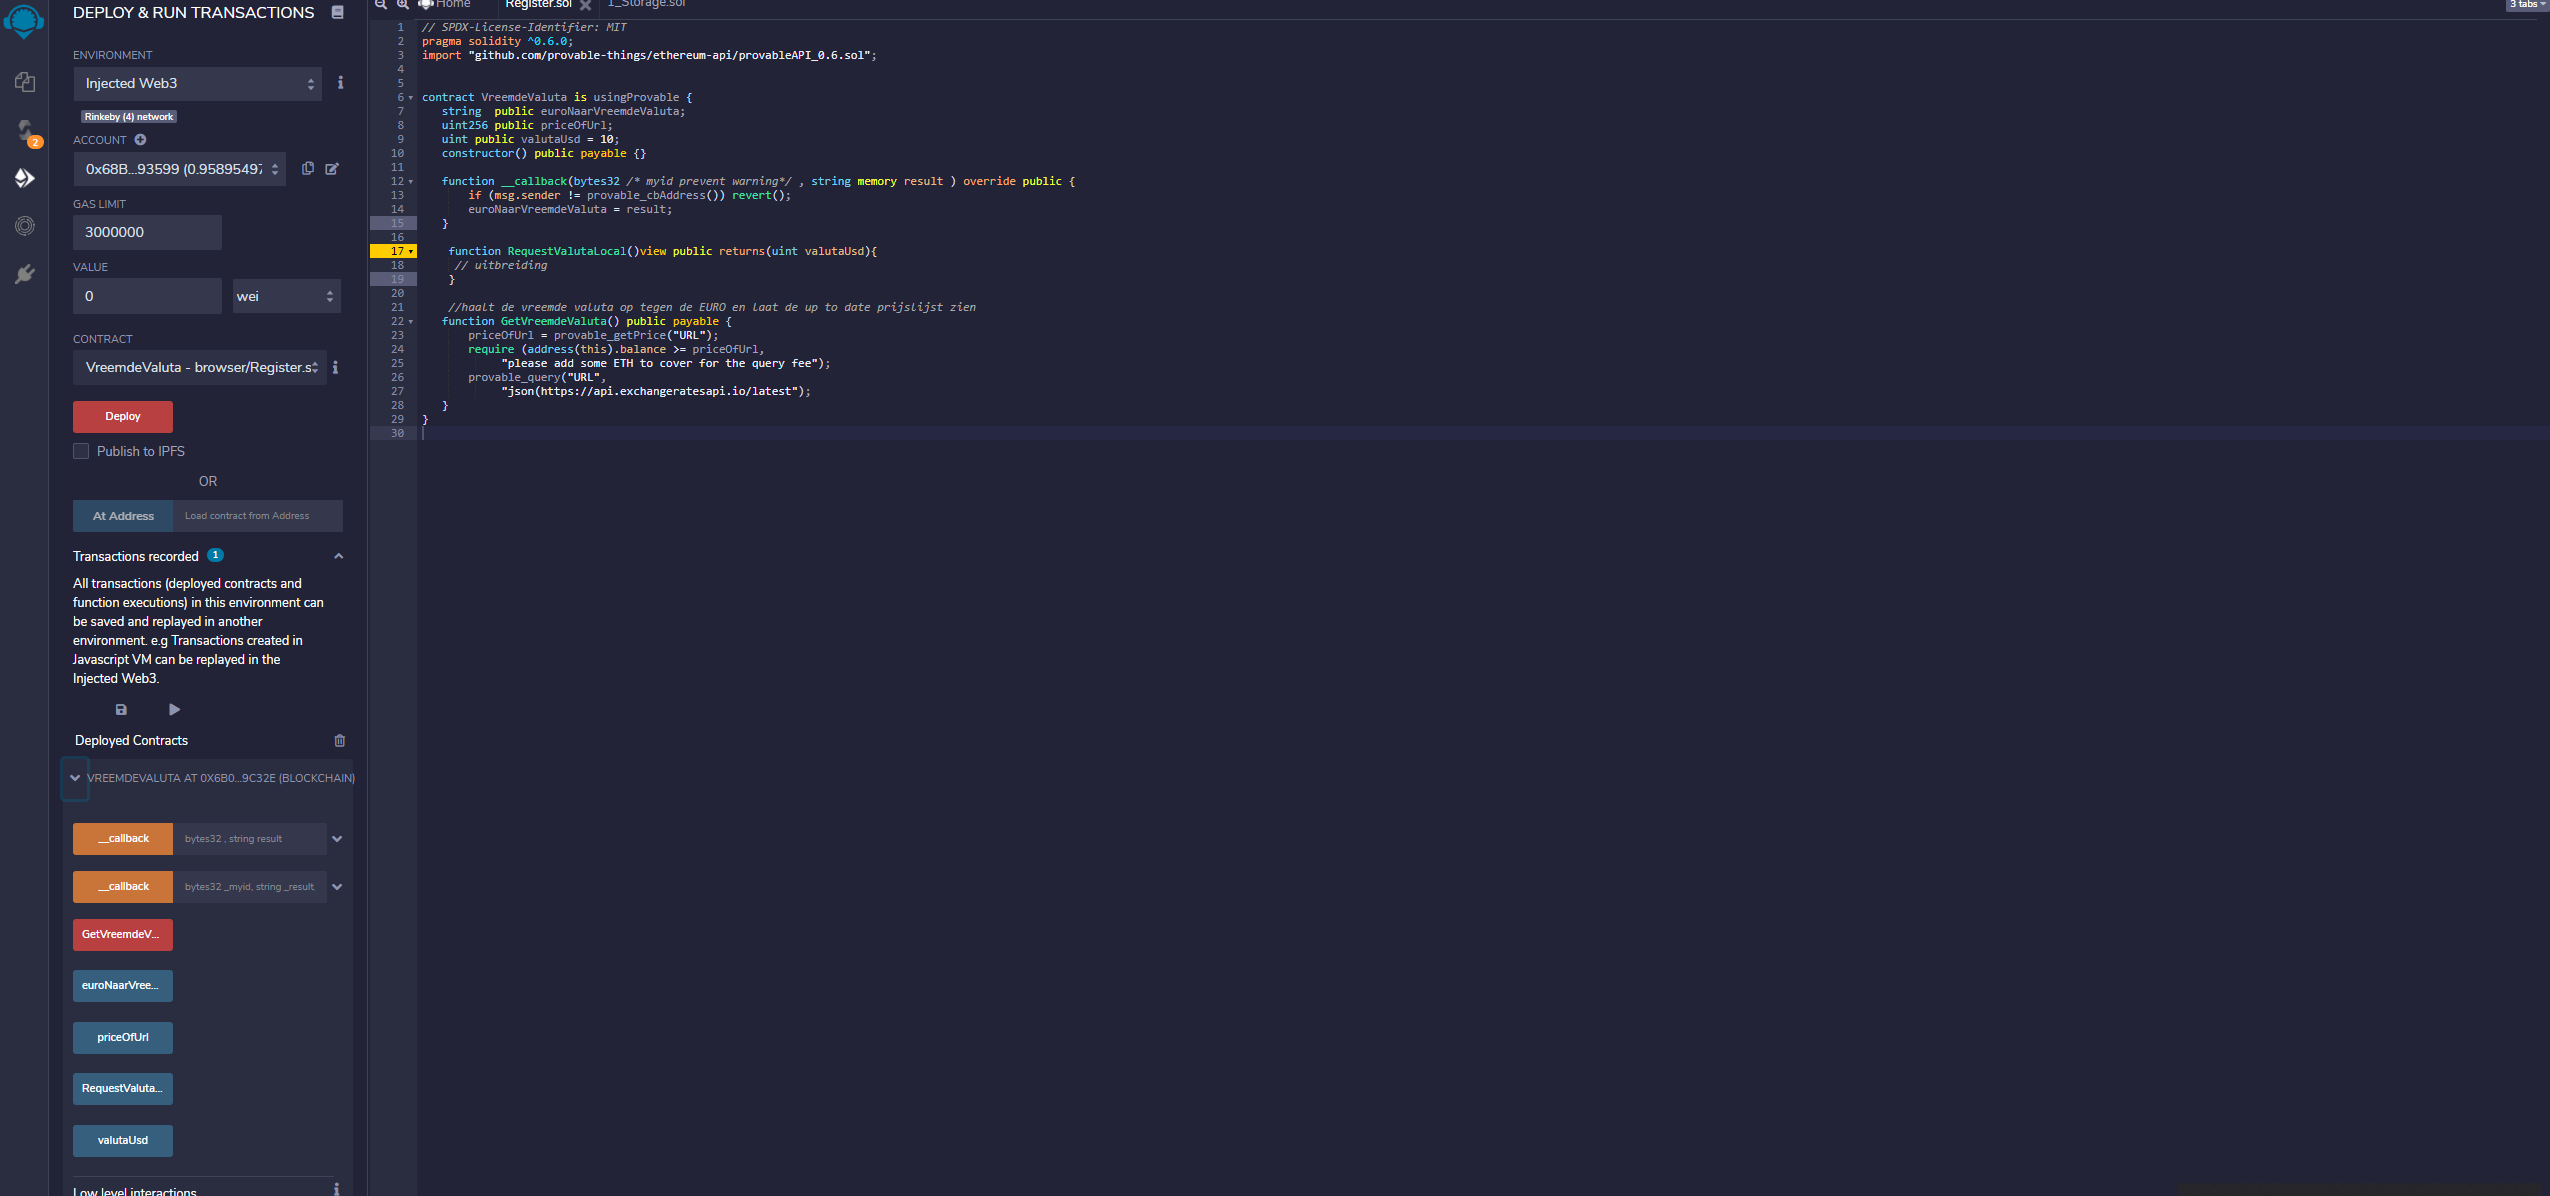 DEPLOY & RUN TRANSACTIONS
ENVIRONMENT
Injected Web3
Rinkeby (4) network
ACCOUNT
0x68B...93599 (0.95895497
GAS LIMIT
3000000
VALUE
0
wei
CONTRACT
VreemdeValuta - browser/Register.s
Deploy
Publish to IPFS
OR
At Address
Load contract from Address
Transactions recorded 1
All transactions (deployed contracts and
function executions) in this environment can
be saved and replayed in another
environment. e.g Transactions created in
Javascript VM can be replayed in the
Injected Web3.
Deployed Contracts
VREEMDEVALUTA AT 0X6B0...9C32E (BLOCKCHAIN)
__callback
bytes32 , string result
__callback
bytes32 _myid, string _result
GetVreemdeV...
euroNaarVree...
priceOfUrl
RequestValuta...
valutaUsd
Low level interactions
2
Home
Register.sol
1_Storage.sol
3 tabs
1 // SPDX-License-Identifier: MIT
2 pragma solidity ^0.6.0;
3 import "github.com/provable-things/ethereum-api/provableAPI_0.6.sol";
4
5
6 contract VreemdeValuta is usingProvable {
7 string  public euroNaarVreemdeValuta;
8 uint256 public priceOfUrl;
9 uint public valutaUsd = 10;
10 constructor() public payable {}
11
12 function __callback(bytes32 /* myid prevent warning*/ , string memory result ) override public {
13 if (msg.sender != provable_cbAddress()) revert();
14 euroNaarVreemdeValuta = result;
15 }
16
17 function RequestValutaLocal()view public returns(uint valutaUsd){
18 // uitbreiding
19 }
20
21 //haalt de vreemde valuta op tegen de EURO en laat de up to date prijslijst zien
22 function GetVreemdeValuta() public payable {
23 priceOfUrl = provable_getPrice("URL");
24 require (address(this).balance >= priceOfUrl,
25 "please add some ETH to cover for the query fee");
26 provable_query("URL",
27 "json(https://api.exchangeratesapi.io/latest");
28 }
29 }
30